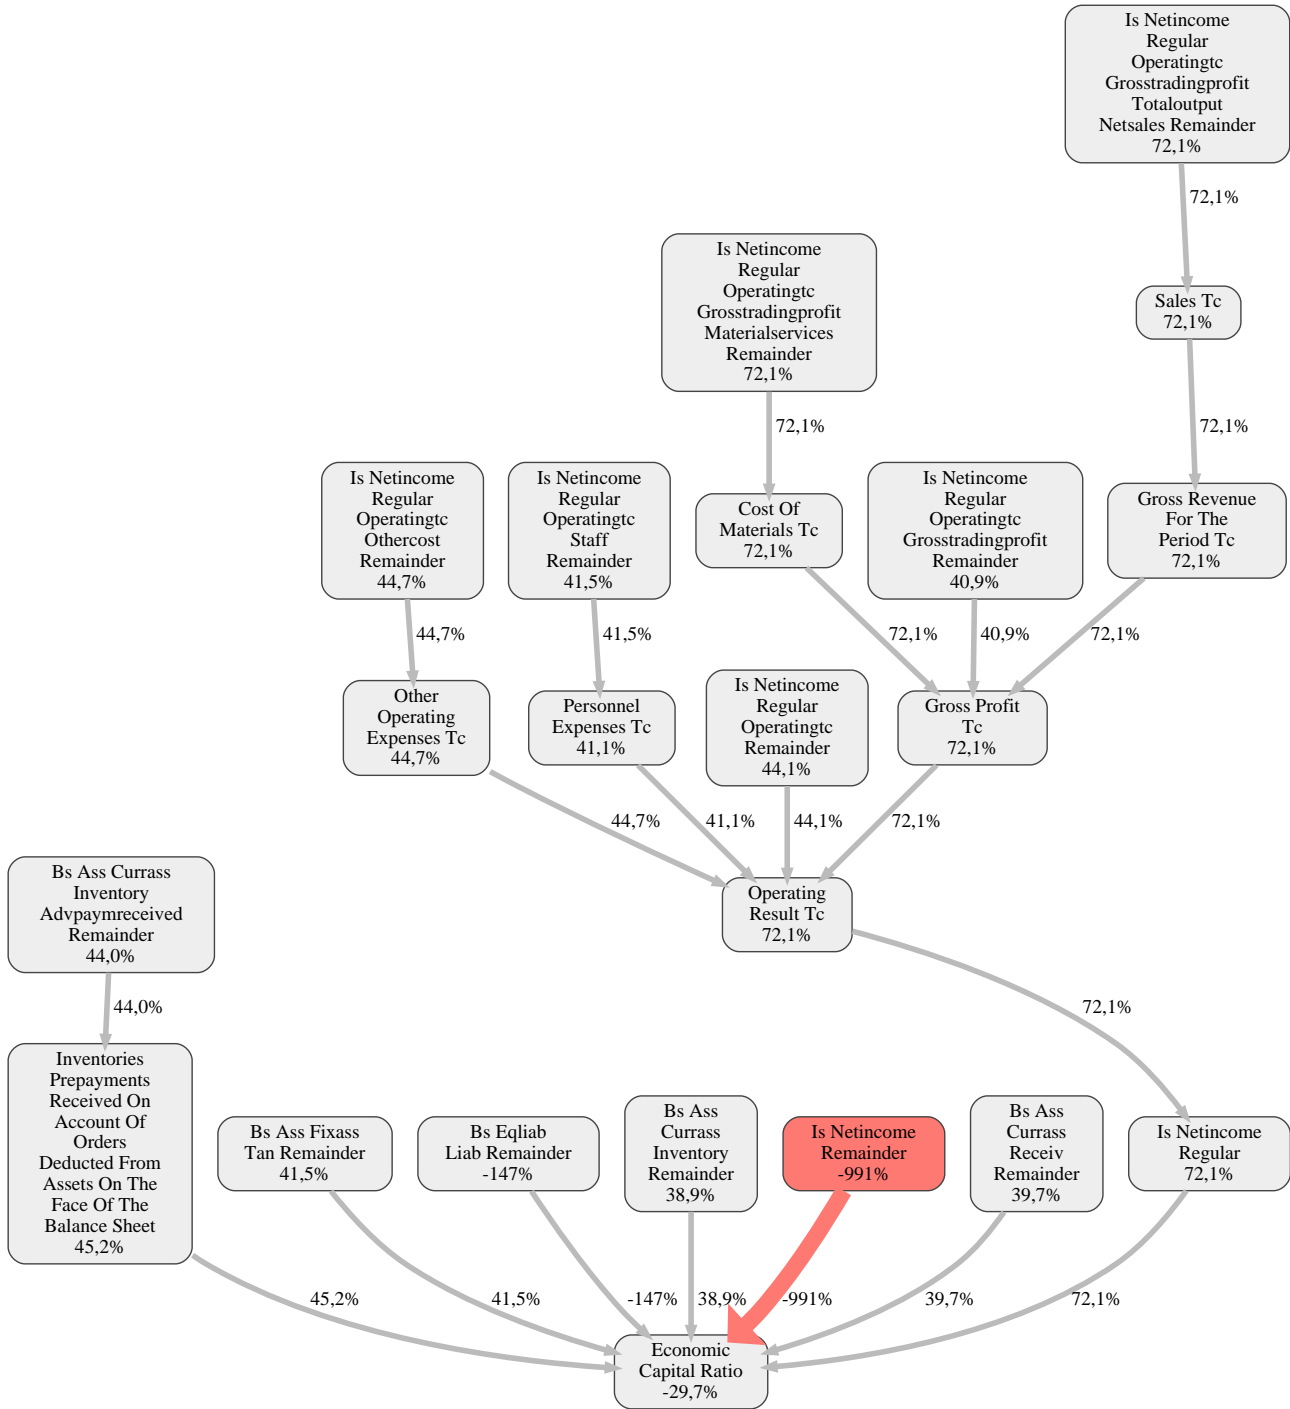 Is Netincome
Regular
Operatingtc
Grosstradingprofit
Totaloutput
Netsales Remainder
72,1%
72,1%
Is Netincome
Regular
Operatingtc
Grosstradingprofit
Materialservices
Remainder
72,1%
Sales Tc
72,1%
72,1%
72,1%
Is Netincome
Regular
Operatingtc
Othercost
Remainder
44,7%
Is Netincome
Regular
Operatingtc
Staff
Remainder
41,5%
Cost Of
Materials Tc
72,1%
Is Netincome
Regular
Operatingtc
Grosstradingprofit
Remainder
40,9%
Gross Revenue
For The
Period Tc
72,1%
44,7%
41,5%
72,1%
40,9%
72,1%
Other
Operating
Expenses Tc
44,7%
Personnel
Expenses Tc
41,1%
Is Netincome
Regular
Operatingtc
Remainder
44,1%
Gross Profit
Tc
72,1%
44,7%
41,1%
44,1%
72,1%
Bs Ass Currass
Inventory
Advpaymreceived
Remainder
44,0%
Operating
Result Tc
72,1%
44,0%
72,1%
Inventories
Prepayments
Received On
Account Of
Orders
Deducted From
Assets On The
Face Of The
Balance Sheet
45,2%
Bs Ass Fixass
Tan Remainder
41,5%
Bs Eqliab
Liab Remainder
-147%
Bs Ass
Currass
Inventory
Remainder
38,9%
Is Netincome
Remainder
-991%
Bs Ass
Currass
Receiv
Remainder
39,7%
Is Netincome
Regular
72,1%
45,2%
41,5%
-147%
38,9%
-991%
39,7%
72,1%
Economic
Capital Ratio
-29,7%